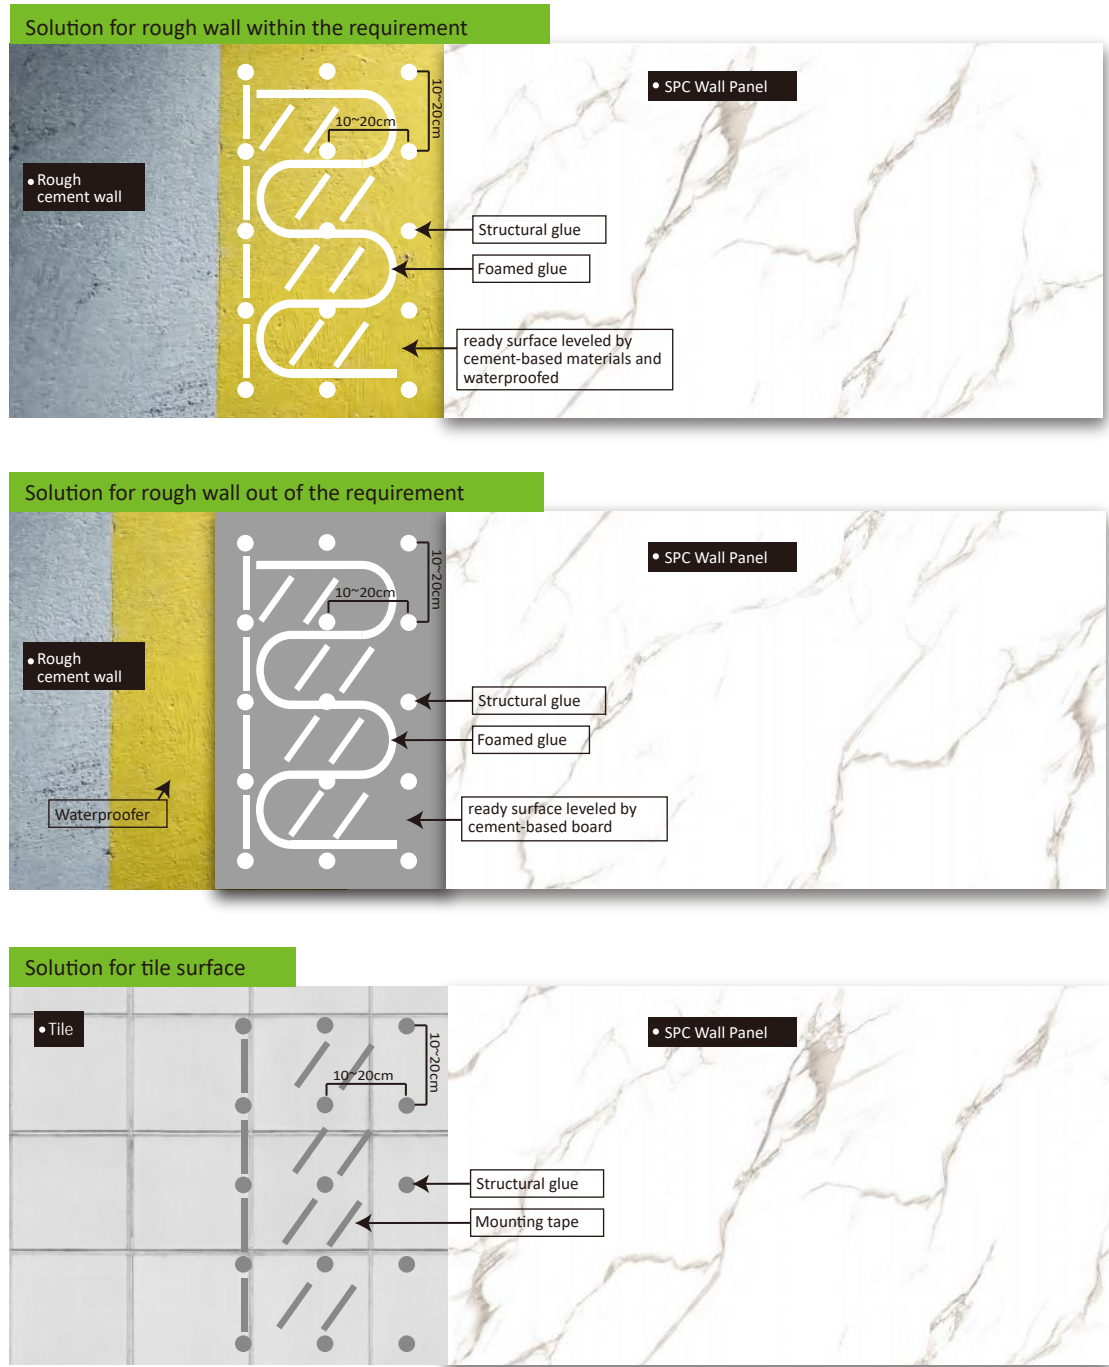 Solution for rough wall within the requirement
• SPC Wall Panel
10~20cm
10~20cm
• Rough
cement wall
Structural glue
Foamed glue
ready surface leveled by
cement-based materials and
waterproofed
Solution for rough wall out of the requirement
• SPC Wall Panel
10~20cm
10~20cm
• Rough
cement wall
Structural glue
Foamed glue
Waterproofer
ready surface leveled by
cement-based board
Solution for tile surface
• Tile
• SPC Wall Panel
10~20cm
10~20cm
Structural glue
Mounting tape